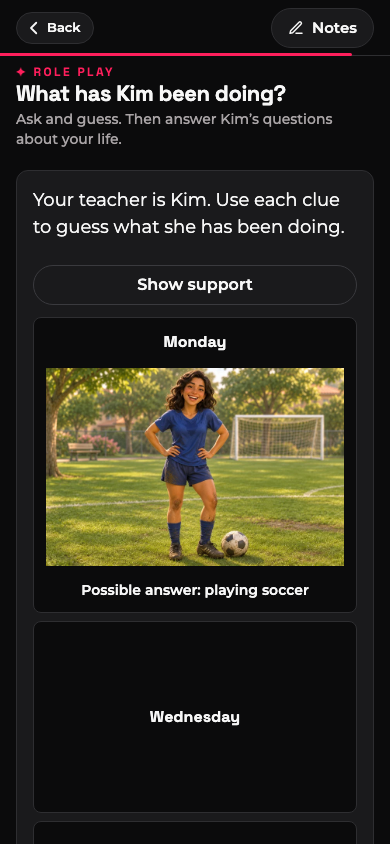 Back
Notes
ROLE PLAY
What has Kim been doing?
Ask and guess. Then answer Kim's questions
about your life.
Your teacher is Kim. Use each clue
to guess what she has been doing.
Show support
Monday
Possible answer: playing soccer
Wednesday